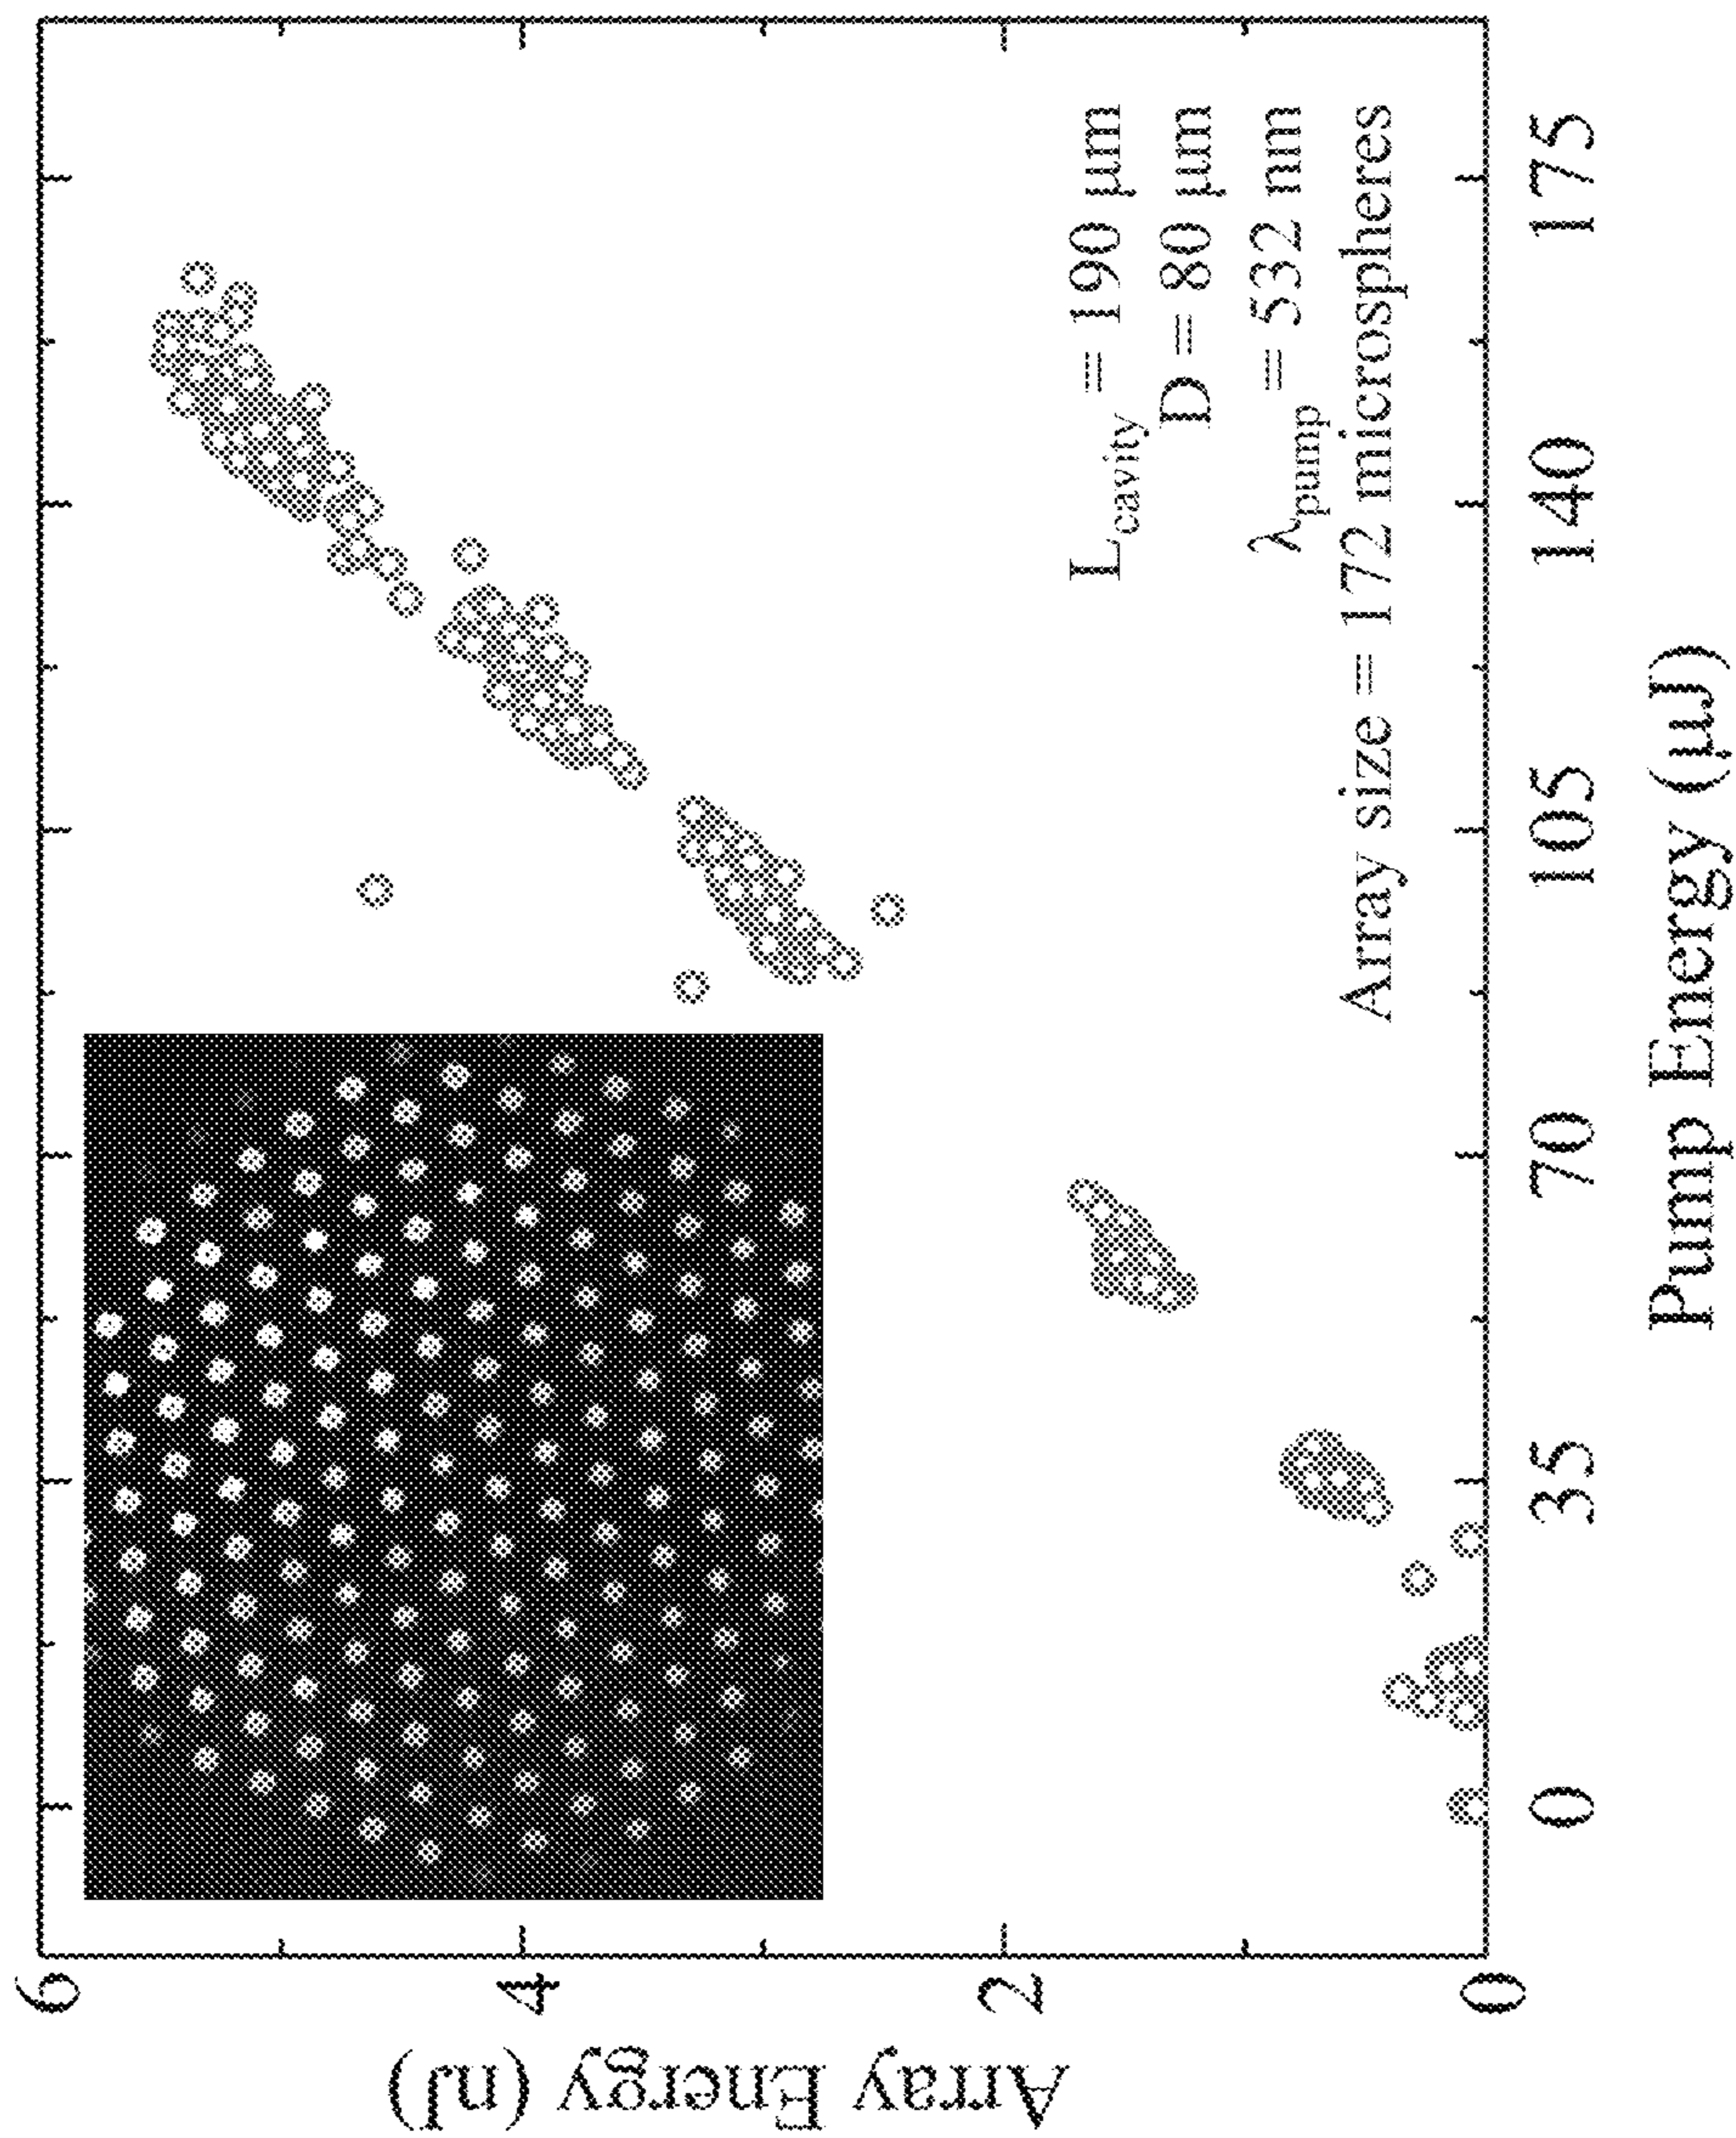 Array Energy (nJ)
6
4
2
0
L_cavity = 190 μm
D = 80 μm
λ_pump = 532 nm
Array size = 172 microspheres
0 35 70 105 140 175
Pump Energy (μJ)